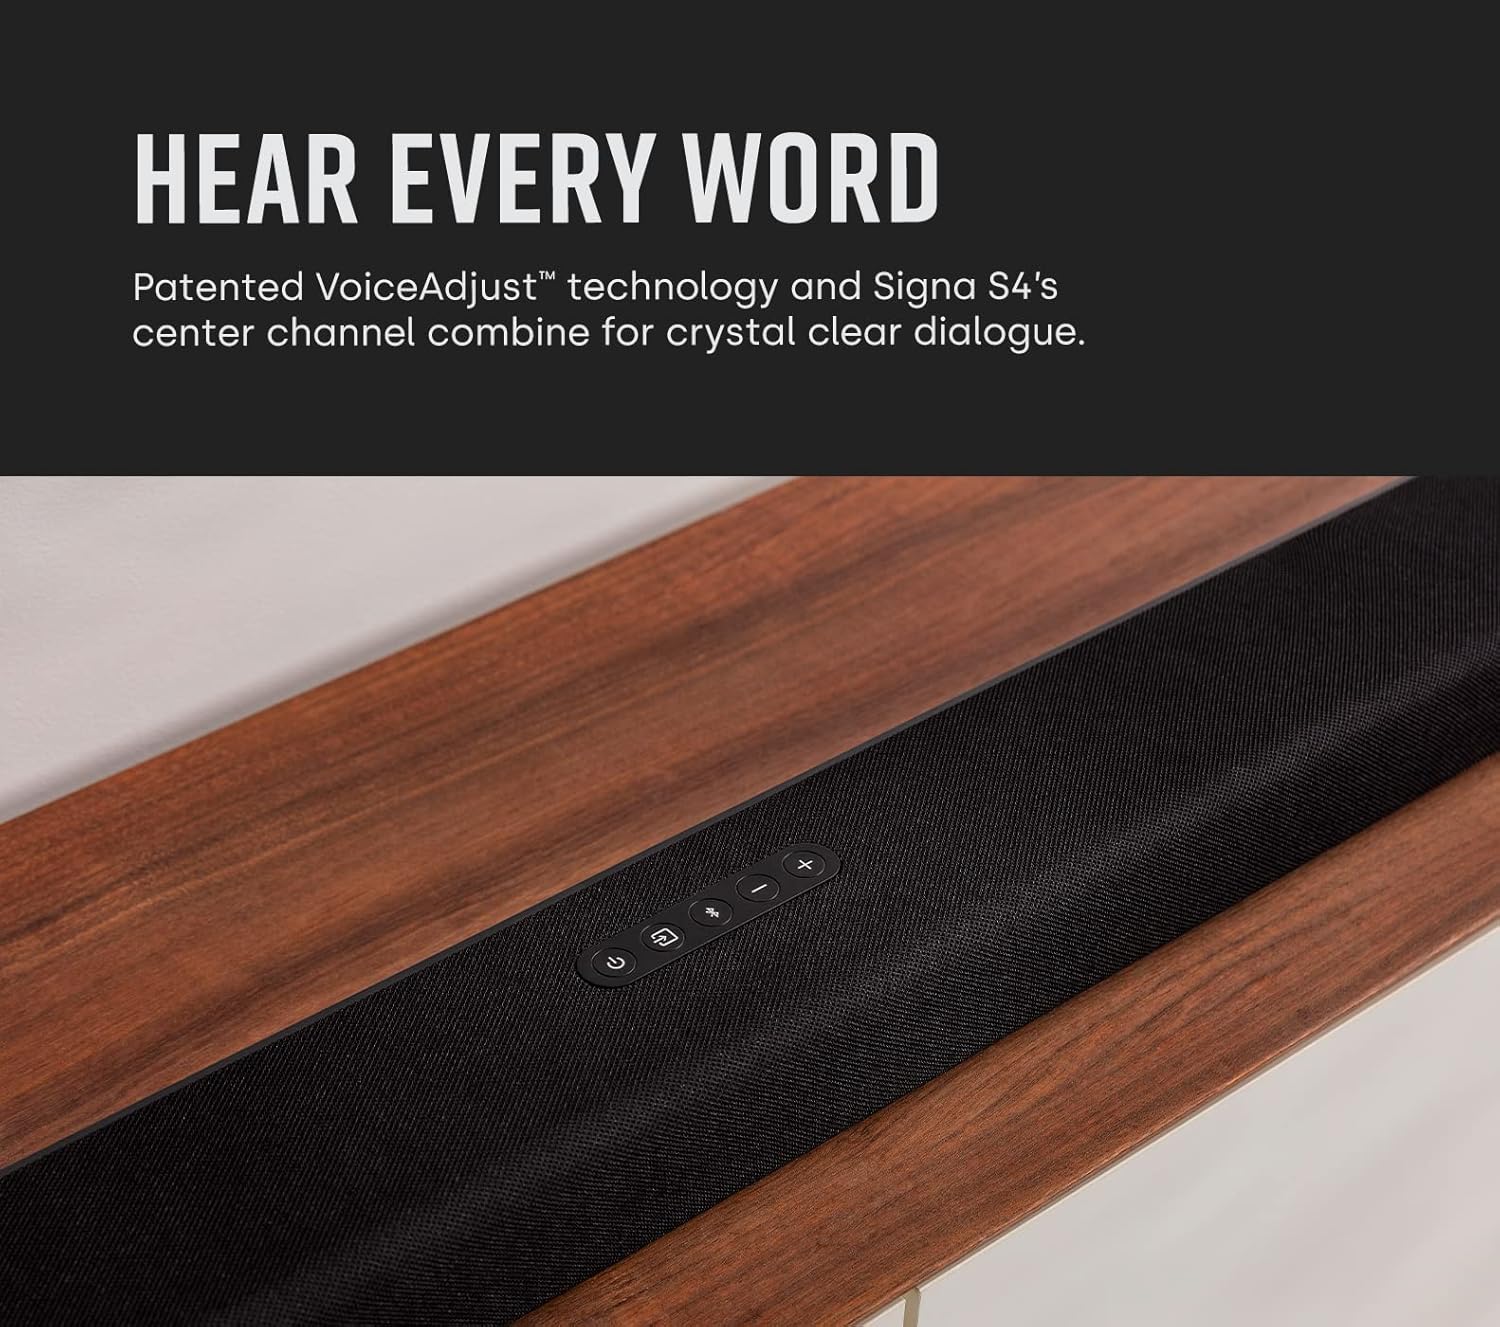 HEAR EVERY WORD
Patented VoiceAdjust™ technology and Signa S4’s
center channel combine for crystal clear dialogue.